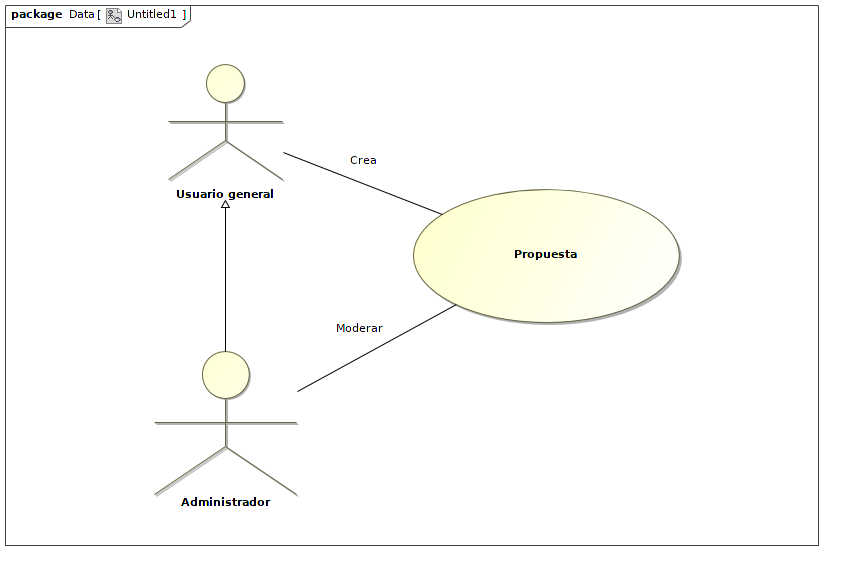 package Data [ Untitled1 ]
Usuario general
Crea
Propuesta
Moderar
Administrador